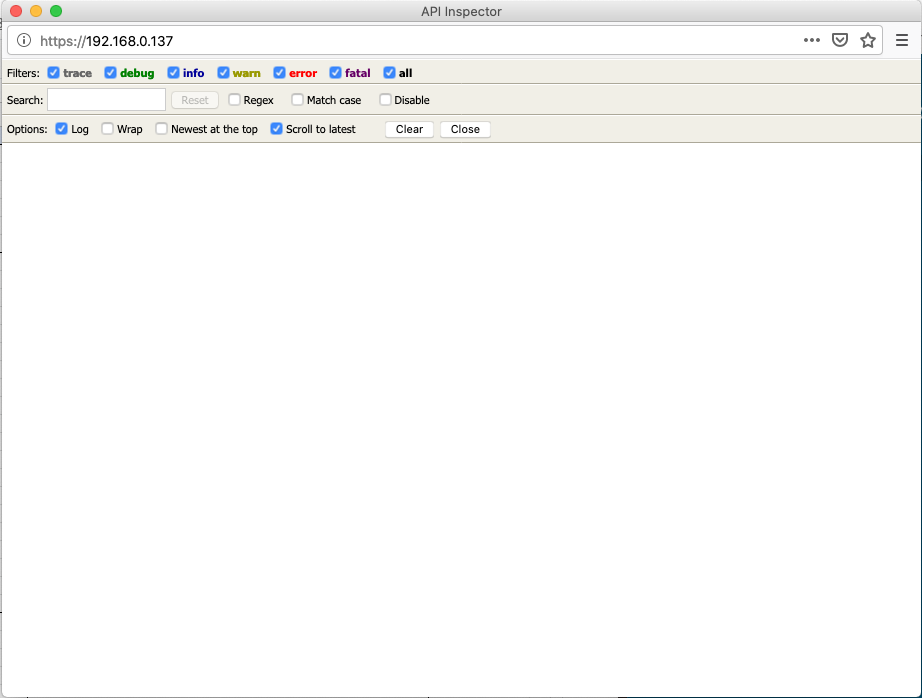 API Inspector
https://192.168.0.137
Filters: trace debug info warn error fatal all
Search: Reset Regex Match case Disable
Options: Log Wrap Newest at the top Scroll to latest Clear Close